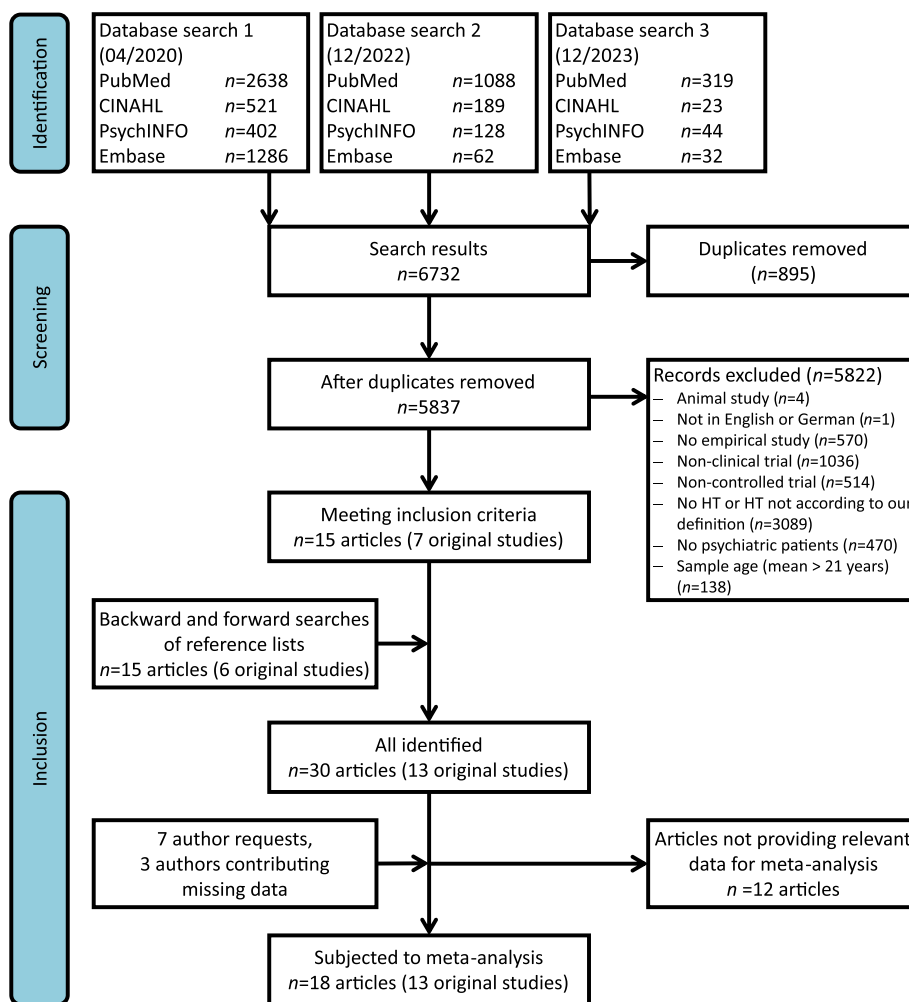 Identification
Database search 1
(04/2020)
PubMed n=2638
CINAHL n=521
PsychINFO n=402
Embase n=1286
Database search 2
(12/2022)
PubMed n=1088
CINAHL n=189
PsychINFO n=128
Embase n=62
Database search 3
(12/2023)
PubMed n=319
CINAHL n=23
PsychINFO n=44
Embase n=32
Screening
Search results
n=6732
Duplicates removed
(n=895)
After duplicates removed
n=5837
Records excluded (n=5822)
– Animal study (n=4)
– Not in English or German (n=1)
– No empirical study (n=570)
– Non-clinical trial (n=1036)
– Non-controlled trial (n=514)
– No HT or HT not according to our
definition (n=3089)
– No psychiatric patients (n=470)
– Sample age (mean > 21 years)
(n=138)
Inclusion
Meeting inclusion criteria
n=15 articles (7 original studies)
Backward and forward searches
of reference lists
n=15 articles (6 original studies)
All identified
n=30 articles (13 original studies)
7 author requests,
3 authors contributing
missing data
Articles not providing relevant
data for meta-analysis
n =12 articles
Subjected to meta-analysis
n=18 articles (13 original studies)